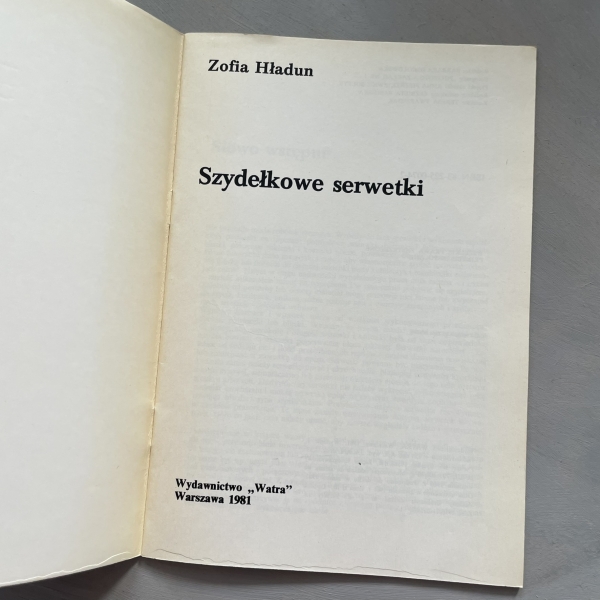 Zofia Hładun
Szydełkowe serwetki
Wydawnictwo „Watra”
Warszawa 1981